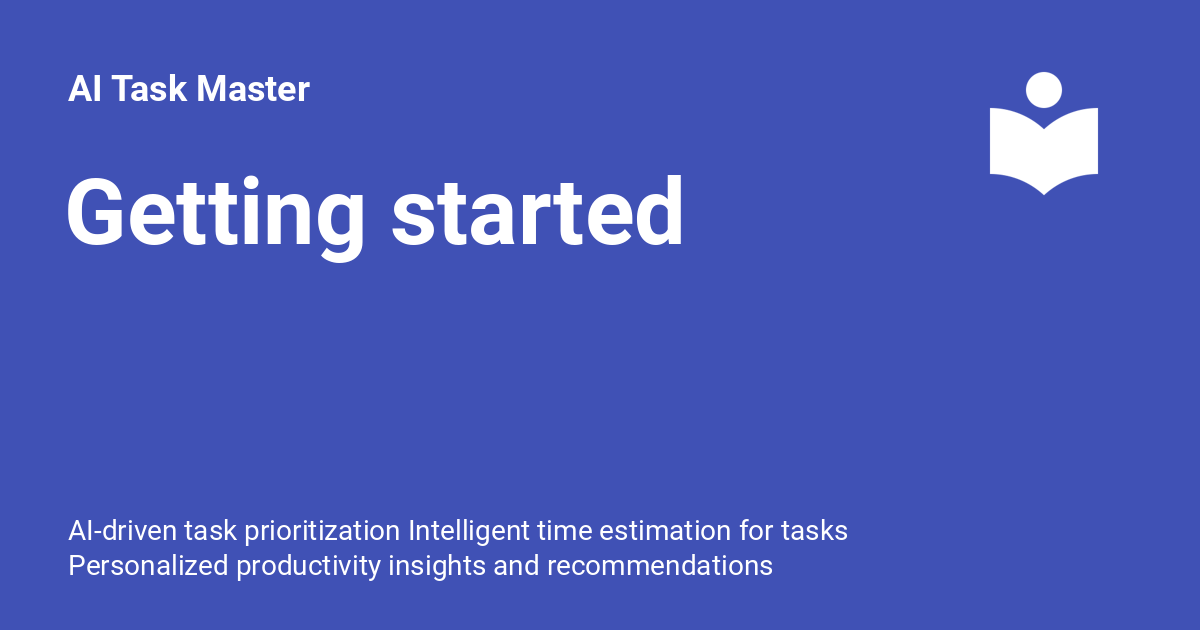 AI Task Master
Getting started
AI-driven task prioritization Intelligent time estimation for tasks
Personalized productivity insights and recommendations